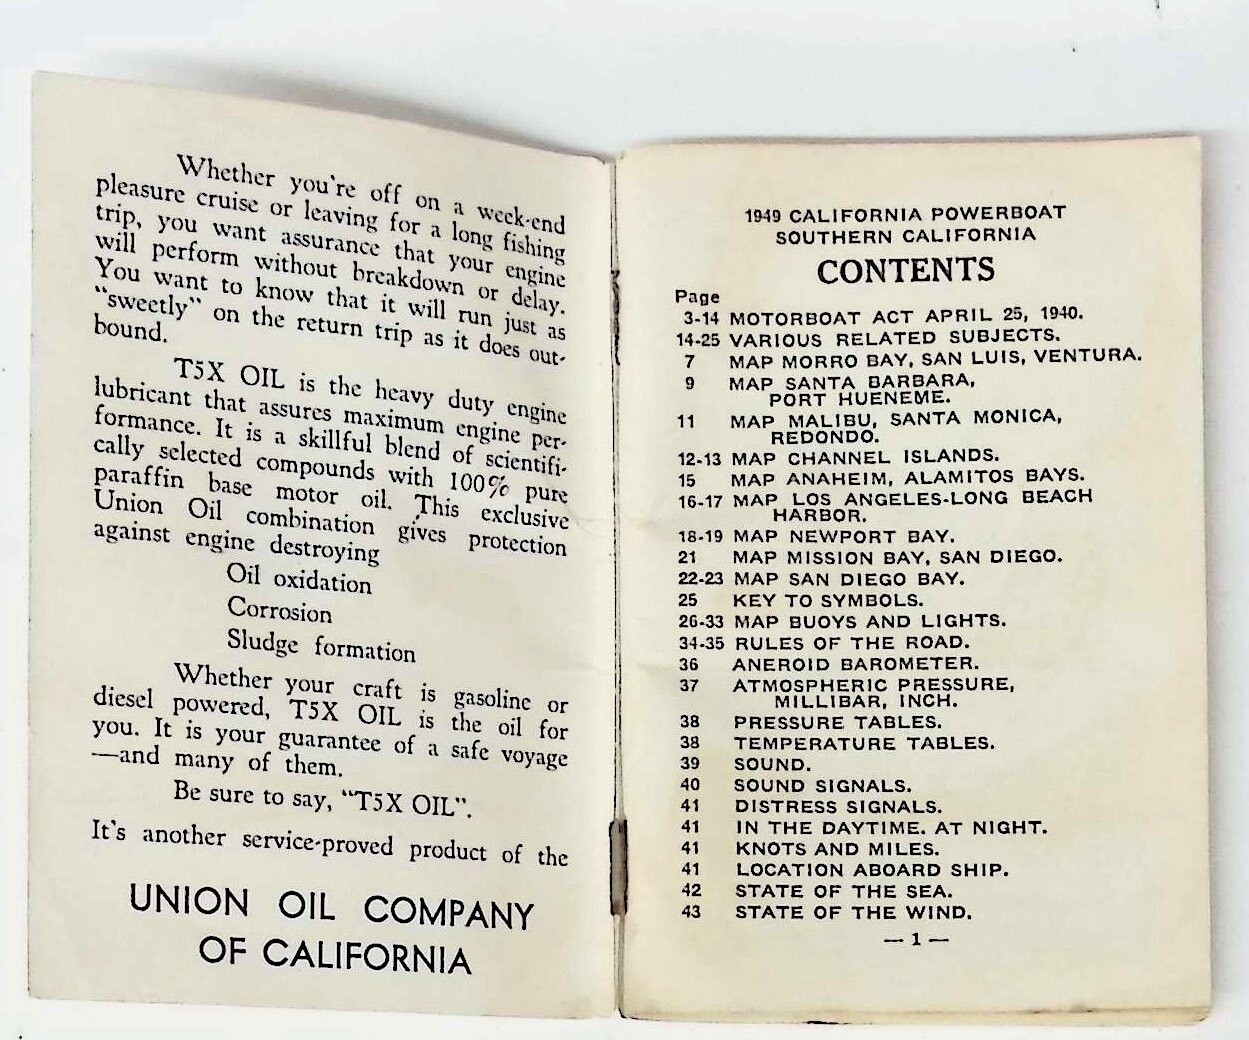 Whether you're off on a week-end
pleasure cruise or leaving for a long fishing
trip, you want assurance that your engine
will perform without breakdown or delay.
You want to know that it will run just as
"sweetly" on the return trip as it does out-
bound.
T5X OIL is the heavy duty engine
lubricant that assures maximum engine per-
formance. It is a skillful blend of scientifi-
cally selected compounds with 100% pure
paraffin base motor oil. This exclusive
Union Oil combination gives protection
against engine destroying
Oil oxidation
Corrosion
Sludge formation
Whether your craft is gasoline or
diesel powered, T5X OIL is the oil for
you. It is your guarantee of a safe voyage
—and many of them.
Be sure to say, "T5X OIL".
It's another service-proved product of the
UNION OIL COMPANY
OF CALIFORNIA
1949 CALIFORNIA POWERBOAT
SOUTHERN CALIFORNIA
CONTENTS
Page
3-14 MOTORBOAT ACT APRIL 25, 1940.
14-25 VARIOUS RELATED SUBJECTS.
7 MAP MORRO BAY, SAN LUIS, VENTURA.
9 MAP SANTA BARBARA,
PORT HUENEME.
11 MAP MALIBU, SANTA MONICA,
REDONDO.
12-13 MAP CHANNEL ISLANDS.
15 MAP ANAHEIM, ALAMITOS BAYS.
16-17 MAP LOS ANGELES-LONG BEACH
HARBOR.
18-19 MAP NEWPORT BAY.
21 MAP MISSION BAY, SAN DIEGO.
22-23 MAP SAN DIEGO BAY.
25 KEY TO SYMBOLS.
26-33 MAP BUOYS AND LIGHTS.
34-35 RULES OF THE ROAD.
36 ANEROID BAROMETER.
37 ATMOSPHERIC PRESSURE,
MILLIBAR, INCH.
38 PRESSURE TABLES.
38 TEMPERATURE TABLES.
39 SOUND.
40 SOUND SIGNALS.
41 DISTRESS SIGNALS.
41 IN THE DAYTIME. AT NIGHT.
41 KNOTS AND MILES.
41 LOCATION ABOARD SHIP.
42 STATE OF THE SEA.
43 STATE OF THE WIND.
— 1 —